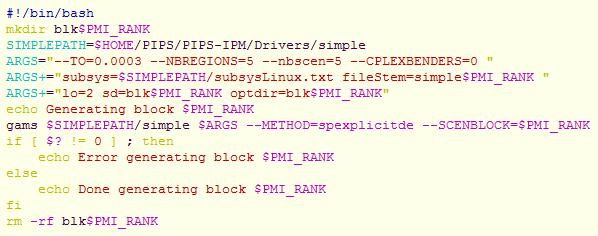 #!/bin/bash
mkdir blk$PMI_RANK
SIMPLEPATH=$HOME/PIPS/PIPS-IPM/Drivers/simple
ARGS="--TO=0.0003 --NBREGIONS=5 --nbscen=5 --CPLEXBENDERS=0 "
ARGS+="subsys=$SIMPLEPATH/subsysLinux.txt fileStem=simple$PMI_RANK "
ARGS+="lo=2 sd=blk$PMI_RANK optdir=blk$PMI_RANK"
echo Generating block $PMI_RANK
gams $SIMPLEPATH/simple $ARGS --METHOD=spexplicitde --SCENBLOCK=$PMI_RANK
if [ $? != 0 ] ; then
    echo Error generating block $PMI_RANK
else
    echo Done generating block $PMI_RANK
fi
rm -rf blk$PMI_RANK